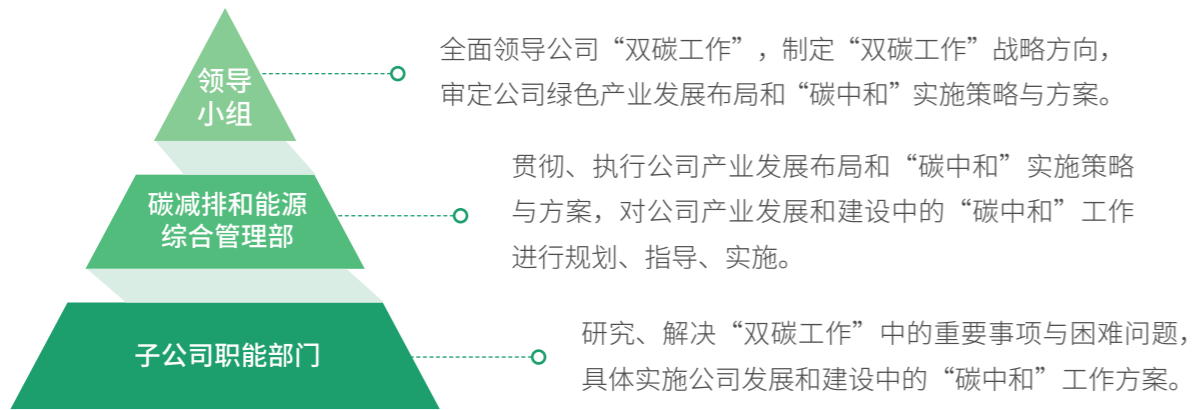 领导
小组
全面领导公司“双碳工作”，制定“双碳工作”战略方向，
审定公司绿色产业发展布局和“碳中和”实施策略与方案。
碳减排和能源
综合管理部
贯彻、执行公司产业发展布局和“碳中和”实施策略
与方案，对公司产业发展和建设中的“碳中和”工作
进行规划、指导、实施。
子公司职能部门
研究、解决“双碳工作”中的重要事项与困难问题，
具体实施公司发展和建设中的“碳中和”工作方案。